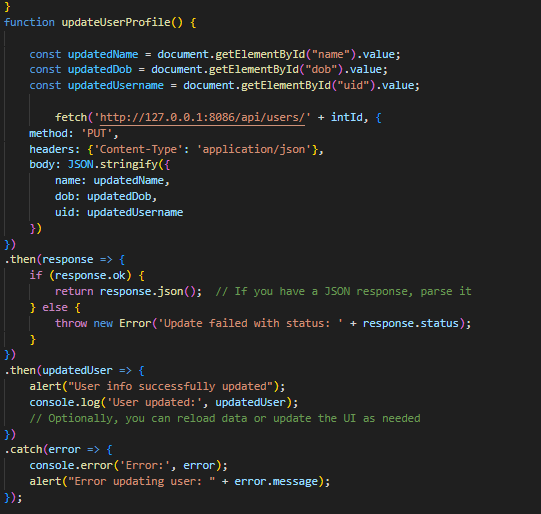 }
function updateUserProfile() {
const updatedName = document.getElementById("name").value;
const updatedDob = document.getElementById("dob").value;
const updatedUsername = document.getElementById("uid").value;
fetch('http://127.0.0.1:8086/api/users/' + intId, {
method: 'PUT',
headers: {'Content-Type': 'application/json'},
body: JSON.stringify({
name: updatedName,
dob: updatedDob,
uid: updatedUsername
})
})
.then(response => {
if (response.ok) {
return response.json();  // If you have a JSON response, parse it
} else {
throw new Error('Update failed with status: ' + response.status);
}
})
.then(updatedUser => {
alert("User info successfully updated");
console.log('User updated:', updatedUser);
// Optionally, you can reload data or update the UI as needed
})
.catch(error => {
console.error('Error:', error);
alert("Error updating user: " + error.message);
});